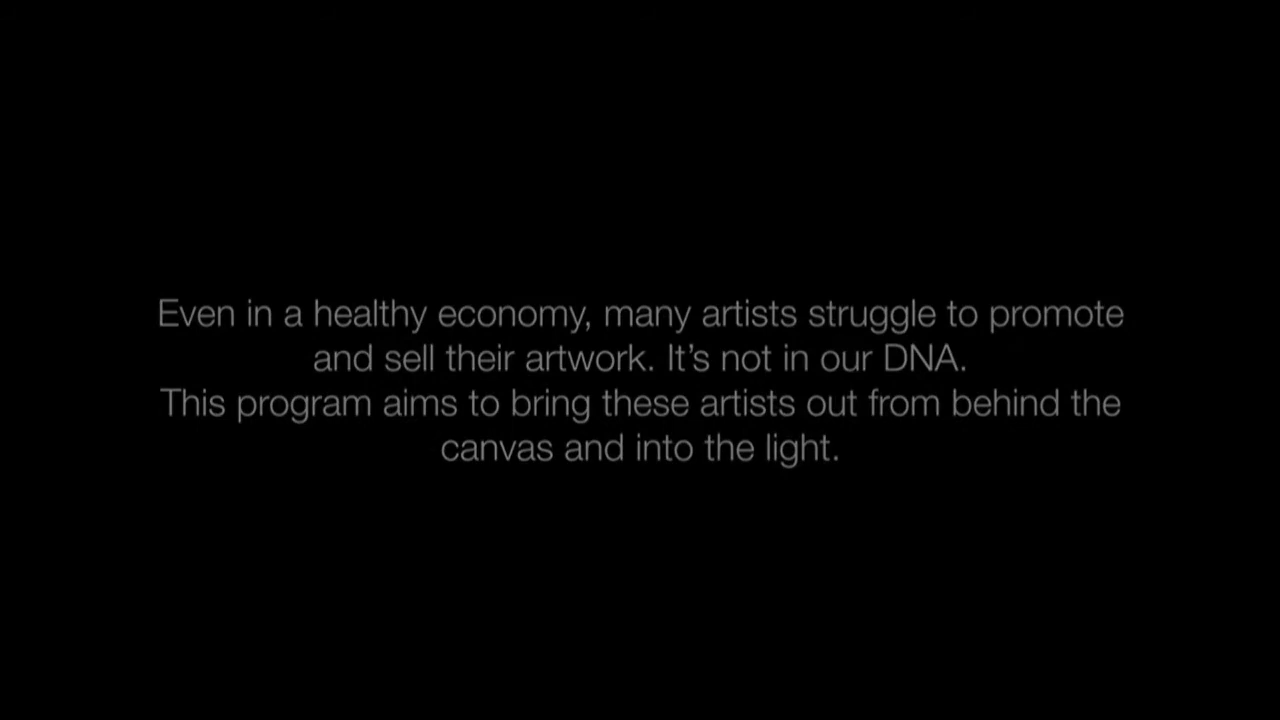 Even in a healthy economy, many artists struggle to promote
and sell their artwork. It’s not in our DNA.
This program aims to bring these artists out from behind the
canvas and into the light.